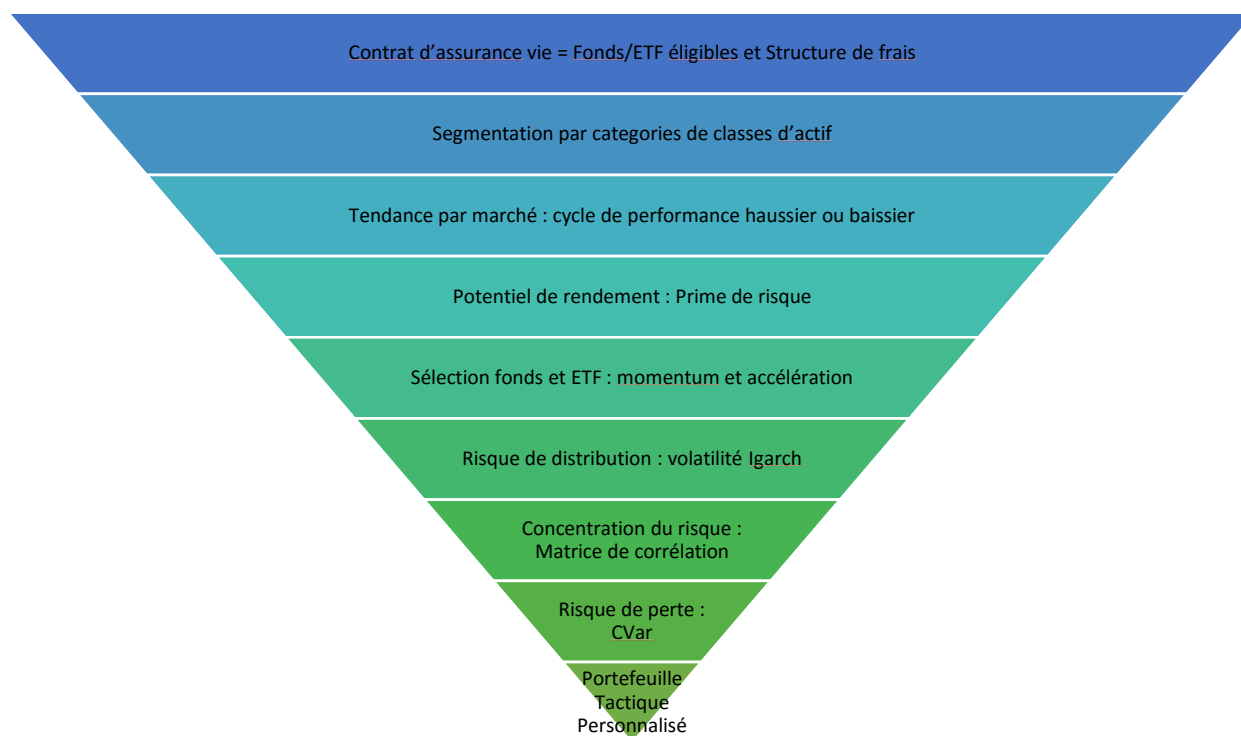 Contrat d'assurance vie = Fonds/ETF éligibles et Structure de frais
Segmentation par categories de classes d'actif
Tendance par marché : cycle de performance haussier ou baissier
Potentiel de rendement : Prime de risque
Sélection fonds et ETF : momentum et accélération
Risque de distribution : volatilité Igarch
Concentration du risque :
Matrice de corrélation
Risque de perte :
CVar
Portefeuille
Tactique
Personnalisé